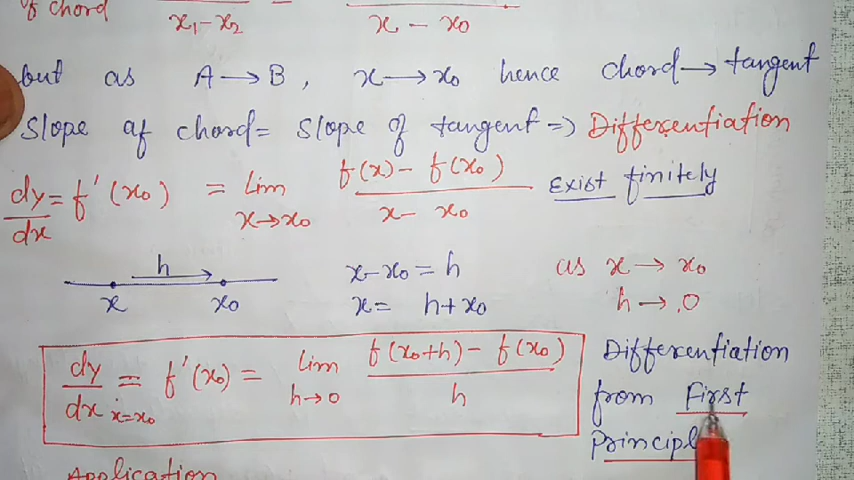 of chord x₁-x₂ x - x₀
but as A → B, x → x₀ hence chord → tangent
Slope of chord = Slope of tangent => Differentiation
dy/dx = f'(x₀) = Lim x→x₀ f(x) - f(x₀) / x - x₀ Exist finitely
h
x x₀
x-x₀ = h as x → x₀
x = h+x₀ h → 0
dy/dx x=x₀ = f'(x₀) = Lim h→0 f(x₀+h) - f(x₀) / h
Differentiation
from First
Principl
Application